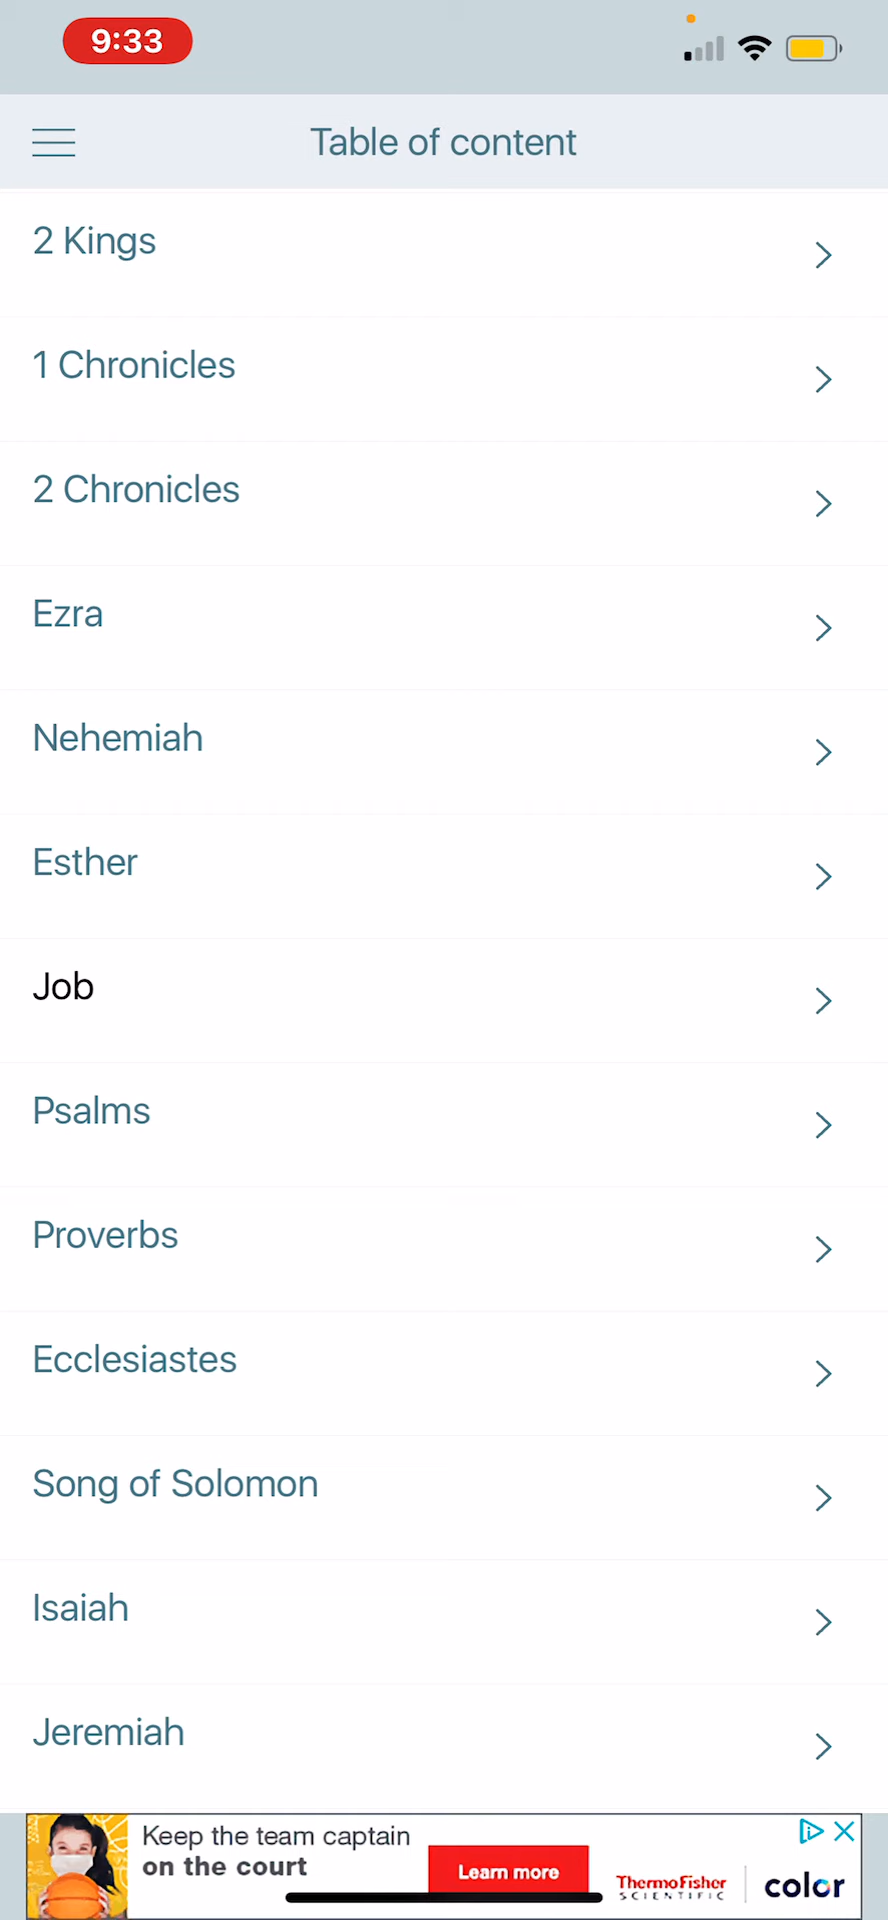 9:33
Table of content
2 Kings
1 Chronicles
2 Chronicles
Ezra
Nehemiah
Esther
Job
Psalms
Proverbs
Ecclesiastes
Song of Solomon
Isaiah
Jeremiah
Keep the team captain
on the court
Learn more
ThermoFisher
SCIENTIFIC
color